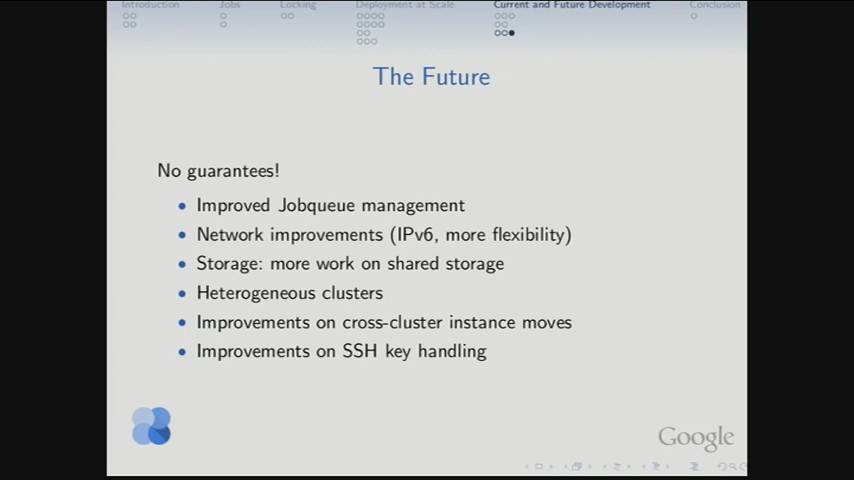 Introduction Jobs Locking Deployment at Scale Current and Future Development Conclusion
The Future
No guarantees!
Improved Jobqueue management
Network improvements (IPv6, more flexibility)
Storage: more work on shared storage
Heterogeneous clusters
Improvements on cross-cluster instance moves
Improvements on SSH key handling
Google